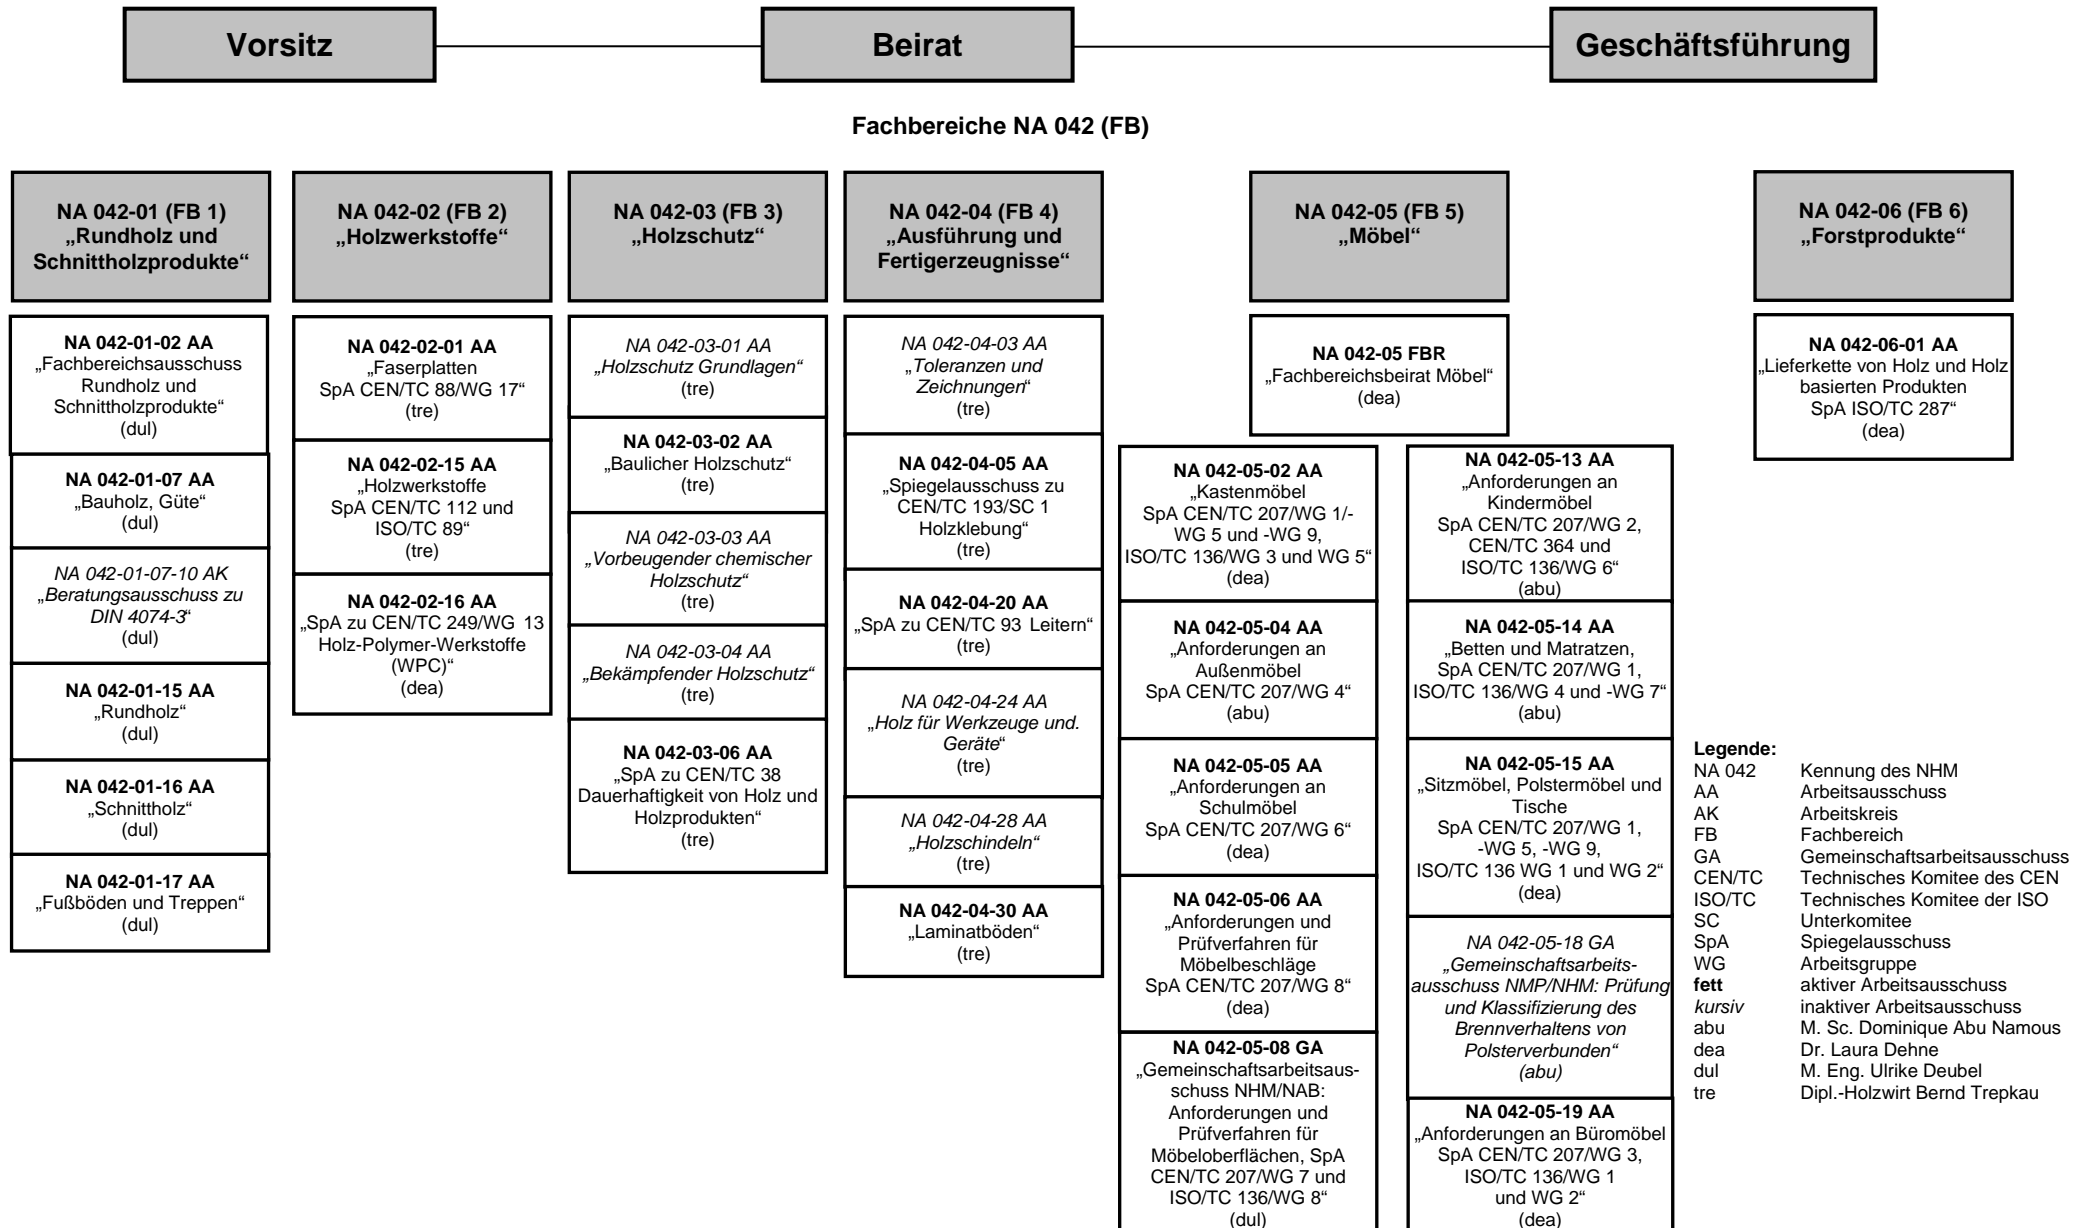 Vorsitz
Beirat
Geschäftsführung
Fachbereiche NA 042 (FB)
NA 042-01 (FB 1)
„Rundholz und
Schnittholzprodukte“
NA 042-01-02 AA
„Fachbereichsausschuss
Rundholz und
Schnittholzprodukte“
(dul)
NA 042-01-07 AA
„Bauholz, Güte“
(dul)
NA 042-01-07-10 AK
„Beratungsausschuss zu
DIN 4074-3“
(dul)
NA 042-01-15 AA
„Rundholz“
(dul)
NA 042-01-16 AA
„Schnittholz“
(dul)
NA 042-01-17 AA
„Fußböden und Treppen“
(dul)
NA 042-02 (FB 2)
„Holzwerkstoffe“
NA 042-02-01 AA
„Faserplatten
SpA CEN/TC 88/WG 17“
(tre)
NA 042-02-15 AA
„Holzwerkstoffe
SpA CEN/TC 112 und
ISO/TC 89“
(tre)
NA 042-02-16 AA
„SpA zu CEN/TC 249/WG 13
Holz-Polymer-Werkstoffe
(WPC)“
(dea)
NA 042-03 (FB 3)
„Holzschutz“
NA 042-03-01 AA
„Holzschutz Grundlagen“
(tre)
NA 042-03-02 AA
„Baulicher Holzschutz“
(tre)
NA 042-03-03 AA
„Vorbeugender chemischer
Holzschutz“
(tre)
NA 042-03-04 AA
„Bekämpfender Holzschutz“
(tre)
NA 042-03-06 AA
„SpA zu CEN/TC 38
Dauerhaftigkeit von Holz und
Holzprodukten“
(tre)
NA 042-04 (FB 4)
„Ausführung und
Fertigerzeugnisse“
NA 042-04-03 AA
„Toleranzen und
Zeichnungen“
(tre)
NA 042-04-05 AA
„Spiegelausschuss zu
CEN/TC 193/SC 1
Holzklebung“
(tre)
NA 042-04-20 AA
„SpA zu CEN/TC 93 Leitern“
(tre)
NA 042-04-24 AA
„Holz für Werkzeuge und.
Geräte“
(tre)
NA 042-04-28 AA
„Holzschindeln“
(tre)
NA 042-04-30 AA
„Laminatböden“
(tre)
NA 042-05 (FB 5)
„Möbel“
NA 042-05 FBR
„Fachbereichsbeirat Möbel“
(dea)
NA 042-05-02 AA
„Kastenmöbel
SpA CEN/TC 207/WG 1/-
WG 5 und -WG 9,
ISO/TC 136/WG 3 und WG 5“
(dea)
NA 042-05-04 AA
„Anforderungen an
Außenmöbel
SpA CEN/TC 207/WG 4“
(abu)
NA 042-05-05 AA
„Anforderungen an
Schulmöbel
SpA CEN/TC 207/WG 6“
(dea)
NA 042-05-06 AA
„Anforderungen und
Prüfverfahren für
Möbelbeschläge
SpA CEN/TC 207/WG 8“
(dea)
NA 042-05-08 GA
„Gemeinschaftsarbeitsaus-
schuss NHM/NAB:
Anforderungen und
Prüfverfahren für
Möbeloberflächen, SpA
CEN/TC 207/WG 7 und
ISO/TC 136/WG 8“
(dul)
NA 042-05-13 AA
„Anforderungen an
Kindermöbel
SpA CEN/TC 207/WG 2,
CEN/TC 364 und
ISO/TC 136/WG 6“
(abu)
NA 042-05-14 AA
„Betten und Matratzen,
SpA CEN/TC 207/WG 1,
ISO/TC 136/WG 4 und -WG 7“
(abu)
NA 042-05-15 AA
„Sitzmöbel, Polstermöbel und
Tische
SpA CEN/TC 207/WG 1,
-WG 5, -WG 9,
ISO/TC 136 WG 1 und WG 2“
(dea)
NA 042-05-18 GA
„Gemeinschaftsarbeits-
ausschuss NMP/NHM: Prüfung
und Klassifizierung des
Brennverhaltens von
Polsterverbunden“
(abu)
NA 042-05-19 AA
„Anforderungen an Büromöbel
SpA CEN/TC 207/WG 3,
ISO/TC 136/WG 1
und WG 2“
(dea)
NA 042-06 (FB 6)
„Forstprodukte“
NA 042-06-01 AA
„Lieferkette von Holz und Holz
basierten Produkten
SpA ISO/TC 287“
(dea)
Legende:
NA 042 Kennung des NHM
AA Arbeitsausschuss
AK Arbeitskreis
FB Fachbereich
GA Gemeinschaftsarbeitsausschuss
CEN/TC Technisches Komitee des CEN
ISO/TC Technisches Komitee der ISO
SC Unterkomitee
SpA Spiegelausschuss
WG Arbeitsgruppe
fett aktiver Arbeitsausschuss
kursiv inaktiver Arbeitsausschuss
abu M. Sc. Dominique Abu Namous
dea Dr. Laura Dehne
dul M. Eng. Ulrike Deubel
tre Dipl.-Holzwirt Bernd Trepkau